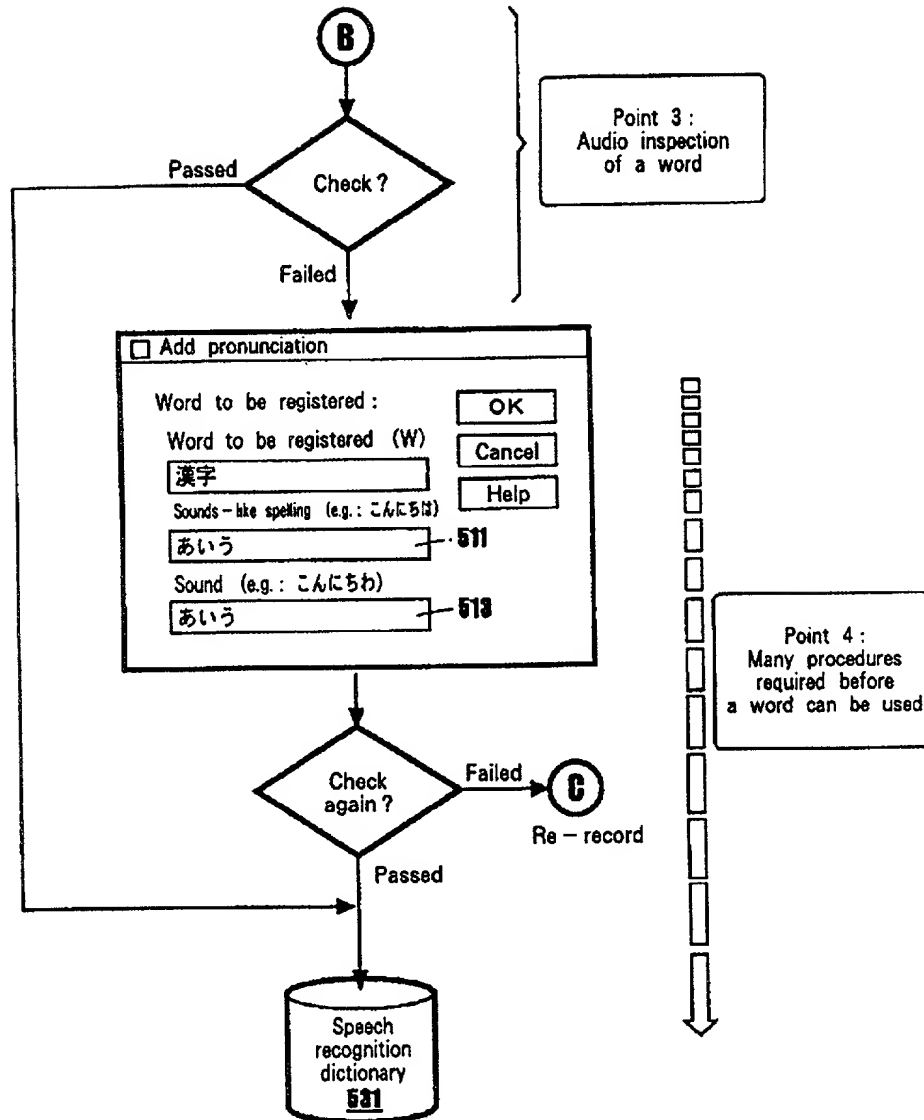 B
Point 3 :
Audio inspection
of a word
Passed
Check ?
Failed
Add pronunciation
Word to be registered :
OK
Word to be registered (W)
Cancel
漢字
Help
Sounds-like spelling (e.g.: こんにちは)
あいう
511
Sound (e.g.: こんにちわ)
あいう
513
Point 4 :
Many procedures
required before
a word can be used
Check
again ?
Failed
C
Re-record
Passed
Speech
recognition
dictionary
531